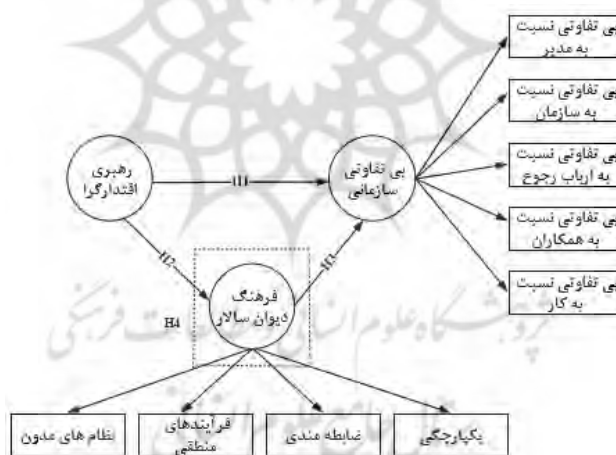 بی تفاوتی نسبت
به مدیر
بی تفاوتی نسبت
به سازمان
بی تفاوتی نسبت
به ارباب رجوع
بی تفاوتی نسبت
به همکاران
بی تفاوتی نسبت
به کار
رهبری
اقتدارگرا
H1
بی تفاوتی
سازمانی
H2
H3
فرهنگ
دیوان سالار
H4
یکپارچگی
ضابطه مندی
فرآیندهای
منطقی
نظام های مدون